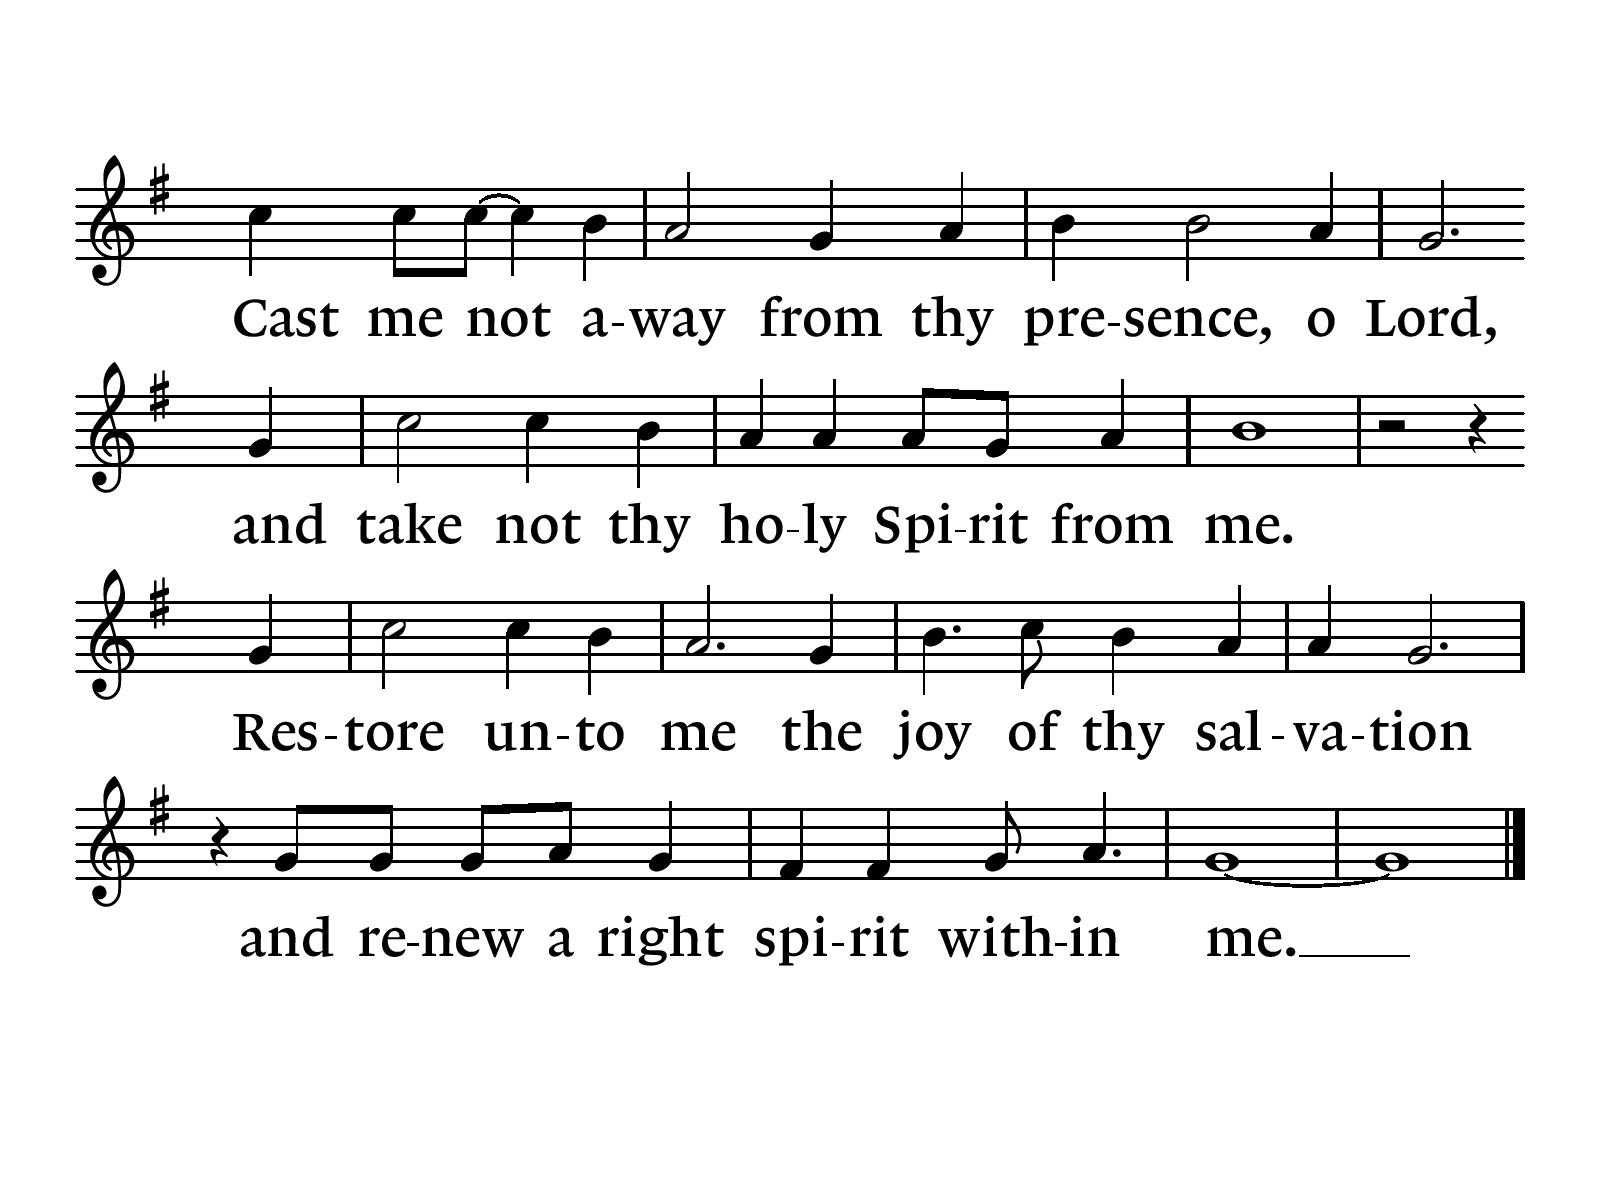 Cast me not a-way from thy pre-sence, o Lord,
and take not thy ho-ly Spi-rit from me.
Res-tore un-to me the joy of thy sal-va-tion
and re-new a right spi-rit with-in me.